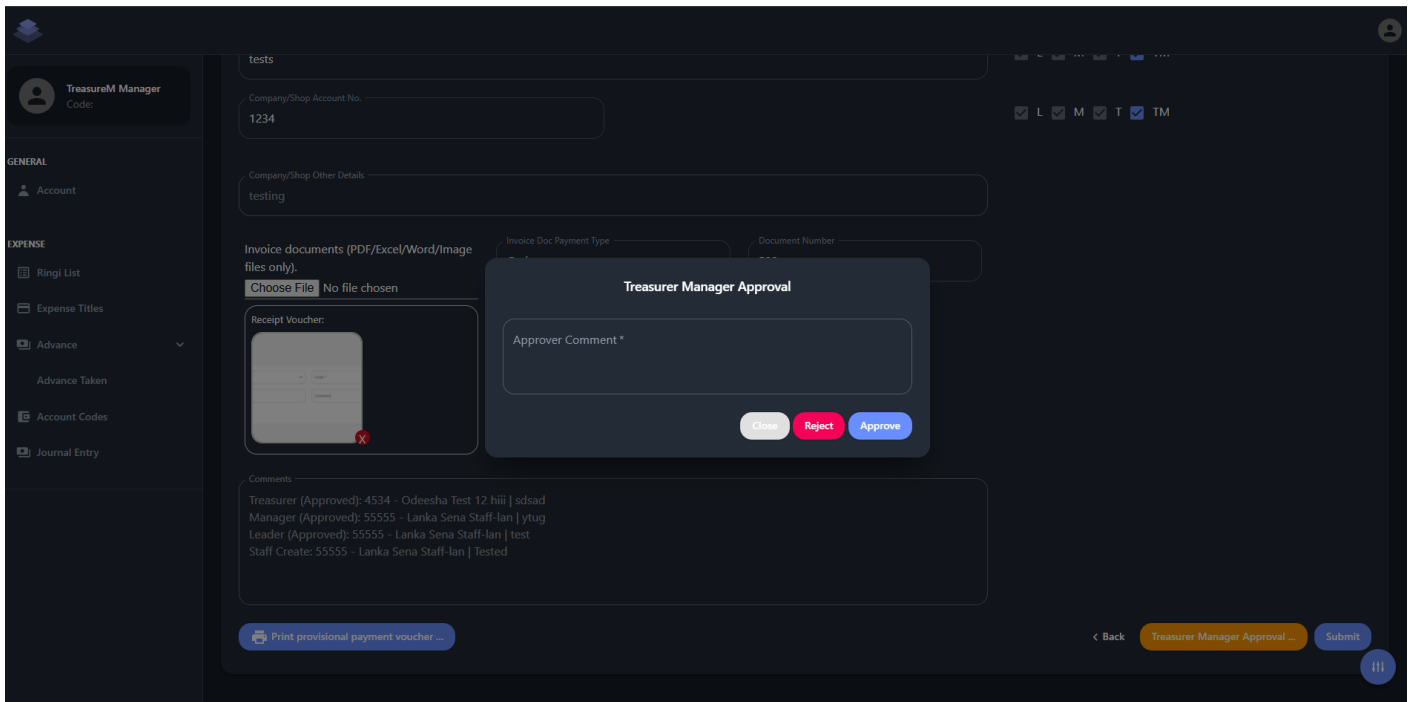 tests
L M T TM
TreasureM Manager
Code:
Company/Shop Account No.
1234
L M T TM
GENERAL
Account
Company/Shop Other Details
testing
EXPENSE
Ringi List
Expense Titles
Advance
Advance Taken
Account Codes
Journal Entry
Invoice documents (PDF/Excel/Word/Image
files only).
Choose File No file chosen
Invoice Doc Payment Type
Document Number
Receipt Voucher:
X
Treasurer Manager Approval
Approver Comment *
Close Reject Approve
Comments
Treasurer (Approved): 4534 - Odeesha Test 12 hiii | sdsad
Manager (Approved): 55555 - Lanka Sena Staff-lan | ytug
Leader (Approved): 55555 - Lanka Sena Staff-lan | test
Staff Create: 55555 - Lanka Sena Staff-lan | Tested
Print provisional payment voucher ...
< Back Treasurer Manager Approval ... Submit